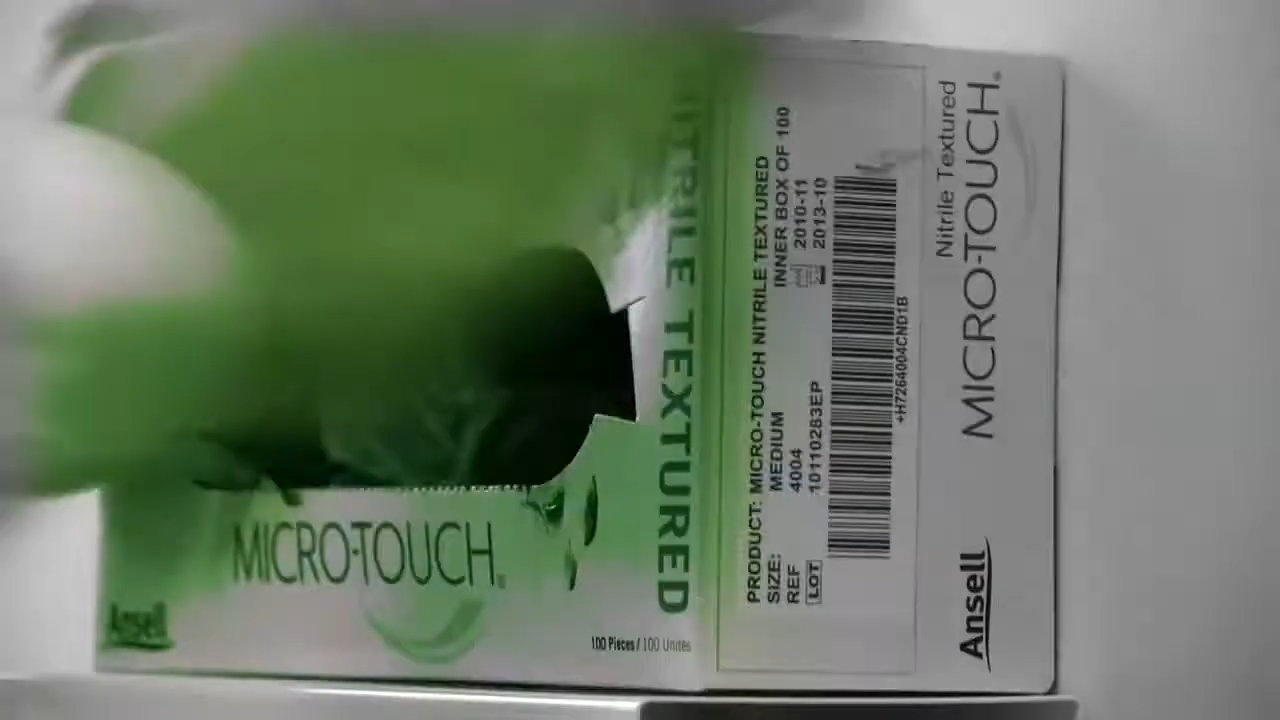 MICRO-TOUCH®
Ansell
NITRILE TEXTURED
100 Pieces / 100 Unités
PRODUCT: MICRO-TOUCH NITRILE TEXTURED
SIZE: MEDIUM INNER BOX OF 100
REF 4004 2010-11
LOT 10110283EP 2013-10
+H7264004CND1B
Nitrile Textured
MICRO-TOUCH®
Ansell